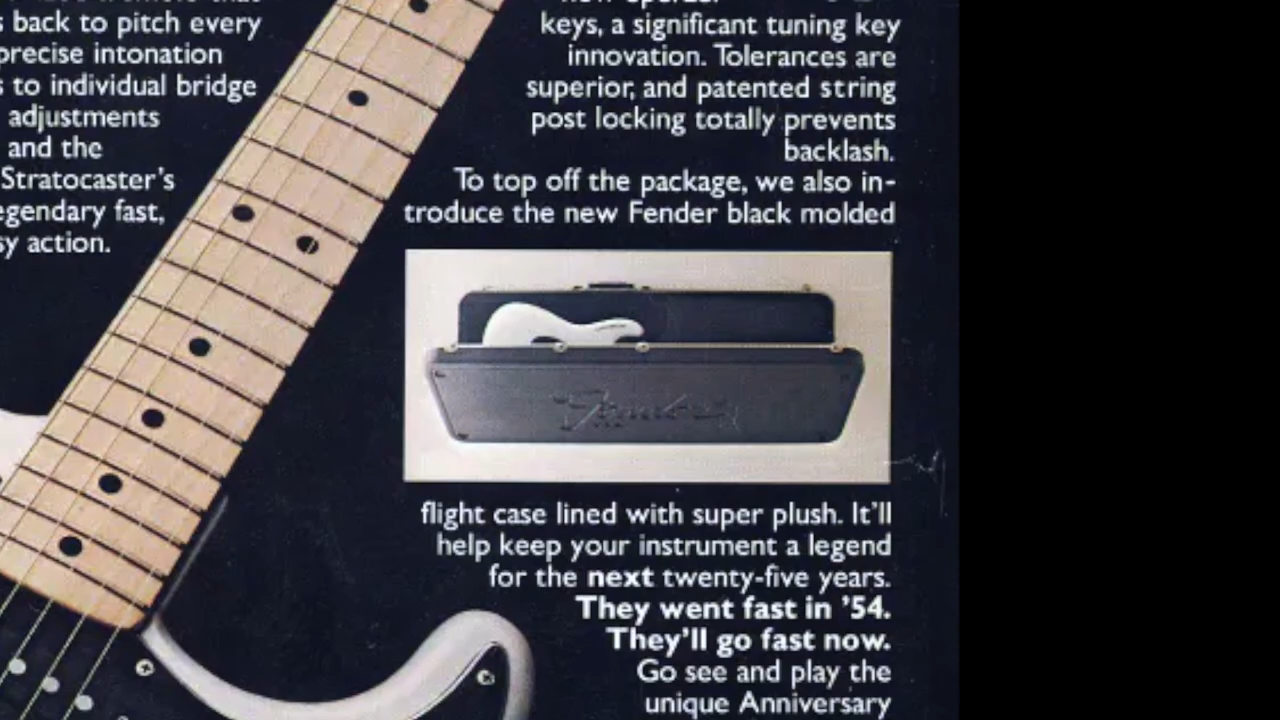 s back to pitch every
precise intonation
s to individual bridge
adjustments
and the
Stratocaster's
egendary fast,
sy action.
keys, a significant tuning key
innovation. Tolerances are
superior, and patented string
post locking totally prevents
backlash.
To top off the package, we also in-
troduce the new Fender black molded
Fender
flight case lined with super plush. It'll
help keep your instrument a legend
for the next twenty-five years.
They went fast in '54.
They'll go fast now.
Go see and play the
unique Anniversary